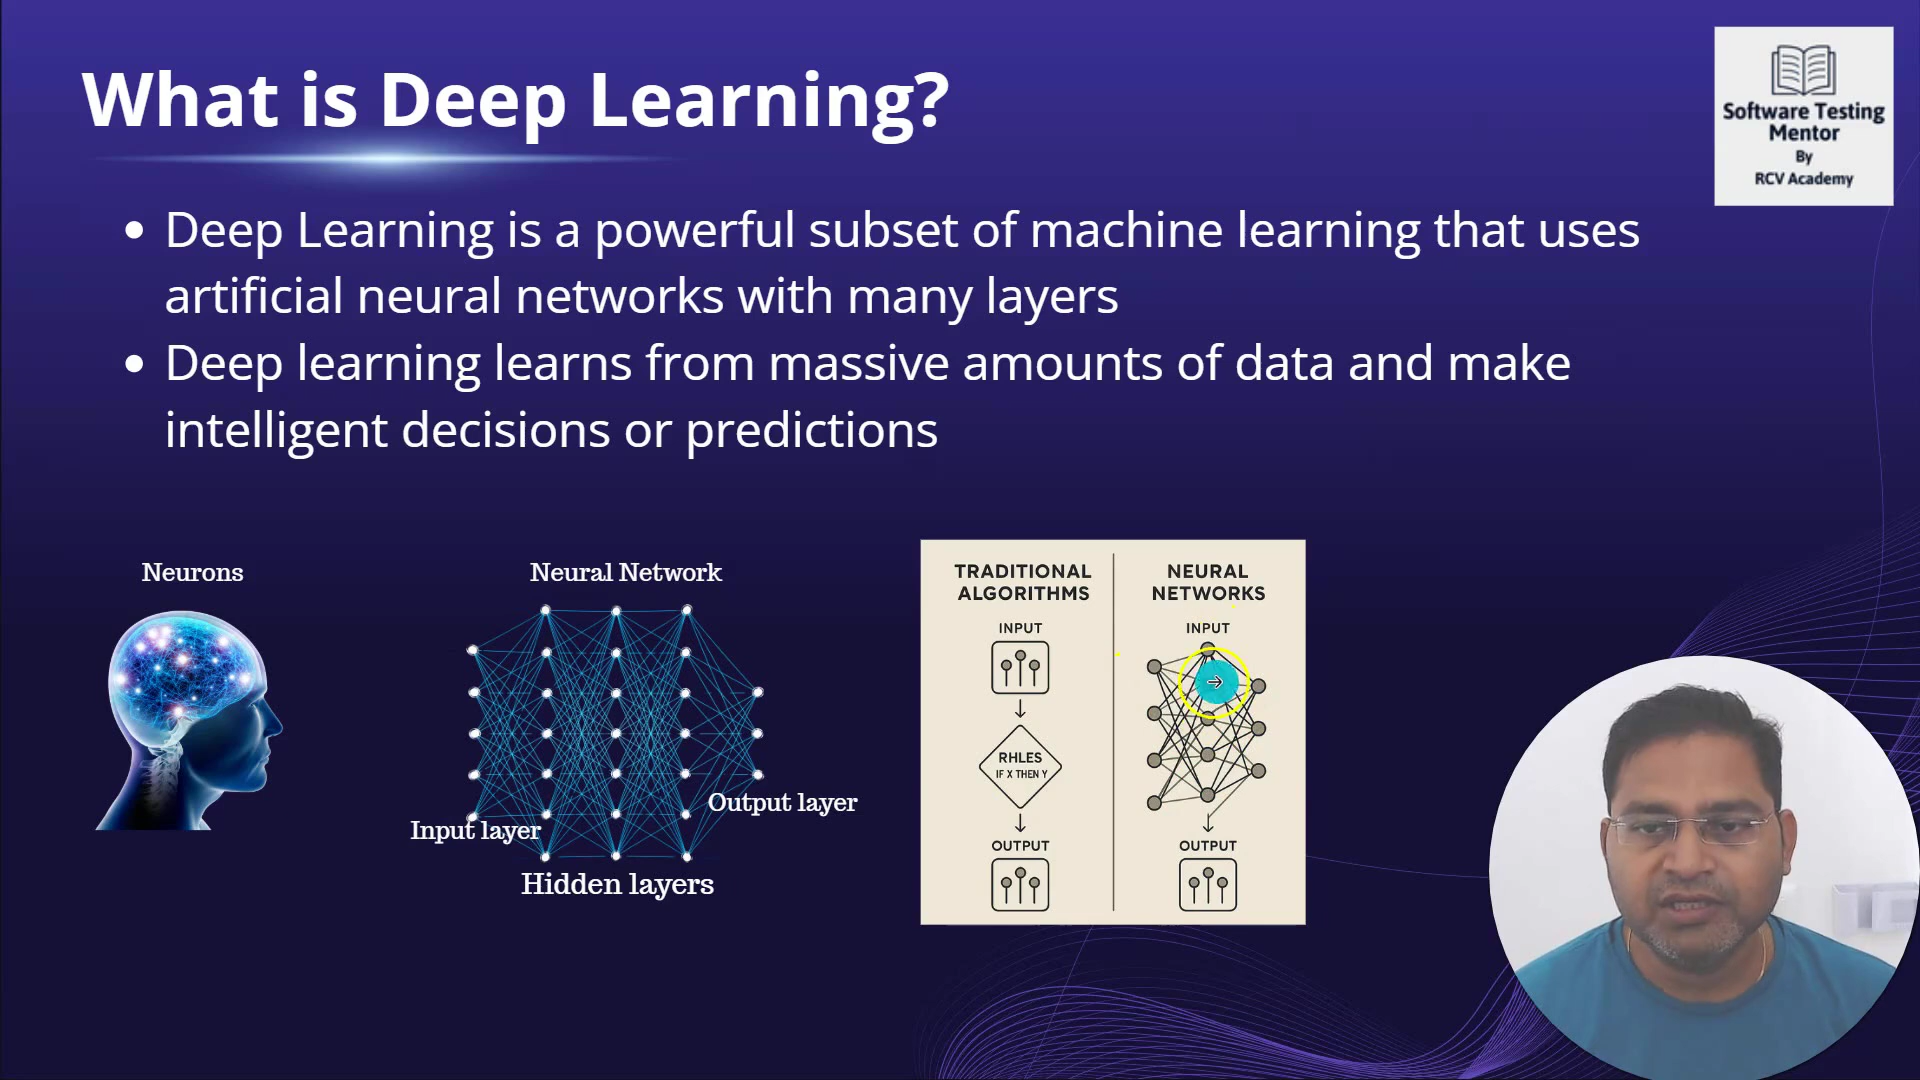 What is Deep Learning?
Software Testing
Mentor
By
RCV Academy
• Deep Learning is a powerful subset of machine learning that uses
artificial neural networks with many layers
• Deep learning learns from massive amounts of data and make
intelligent decisions or predictions
Neurons
Neural Network
Input layer
Output layer
Hidden layers
TRADITIONAL
ALGORITHMS
INPUT
RHLES
IF X THEN Y
OUTPUT
NEURAL
NETWORKS
INPUT
OUTPUT